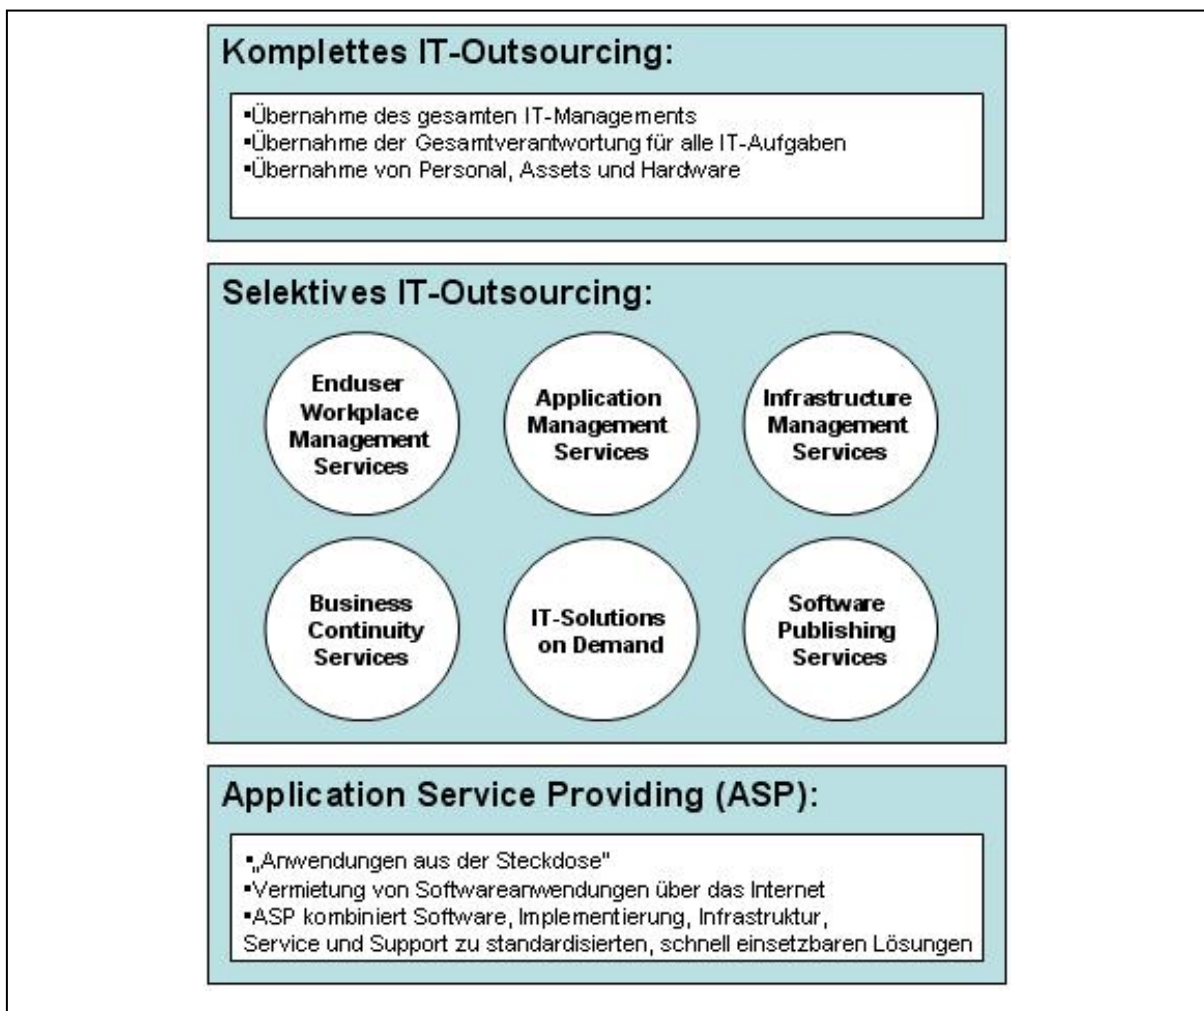 Komplettes IT-Outsourcing:
▪Übernahme des gesamten IT-Managements
▪Übernahme der Gesamtverantwortung für alle IT-Aufgaben
▪Übernahme von Personal, Assets und Hardware
Selektives IT-Outsourcing:
Enduser
Workplace
Management
Services
Application
Management
Services
Infrastructure
Management
Services
Business
Continuity
Services
IT-Solutions
on Demand
Software
Publishing
Services
Application Service Providing (ASP):
▪„Anwendungen aus der Steckdose"
▪Vermietung von Softwareanwendungen über das Internet
▪ASP kombiniert Software, Implementierung, Infrastruktur,
Service und Support zu standardisierten, schnell einsetzbaren Lösungen